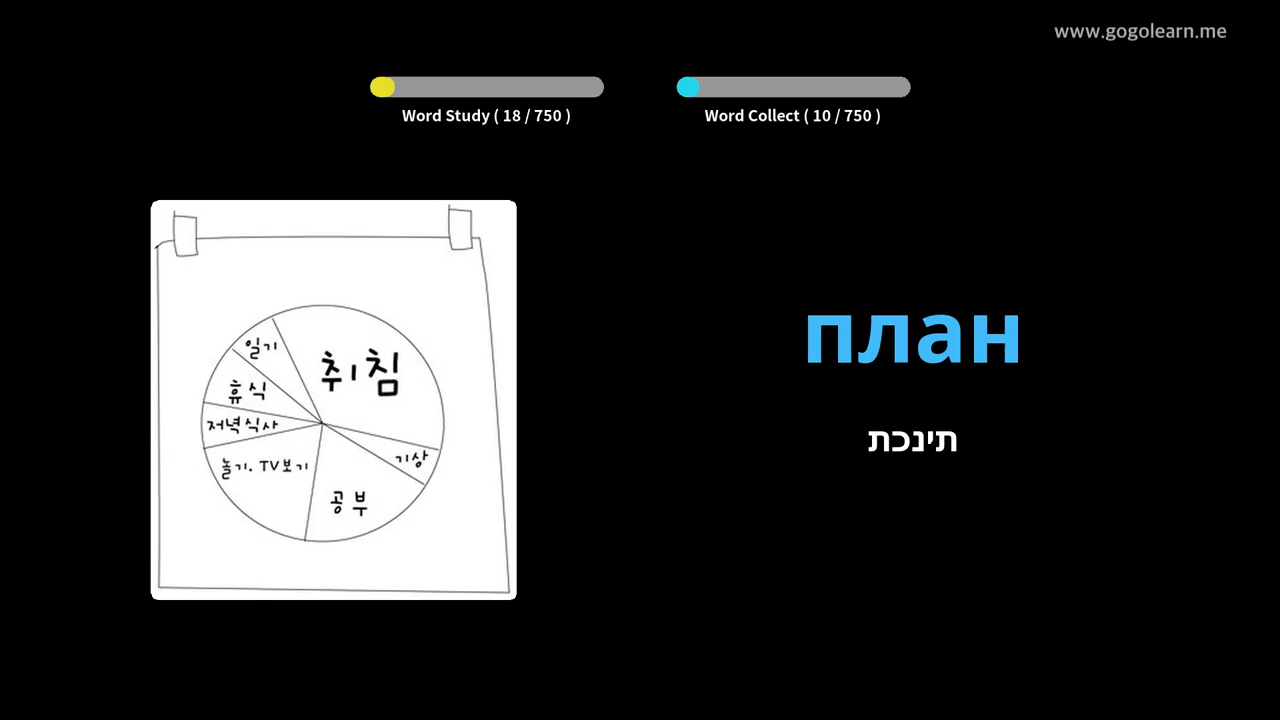 www.gogolearn.me
Word Study ( 18 / 750 )
Word Collect ( 10 / 750 )
일기
취침
휴식
저녁식사
놀기. TV보기
기상
공부
план
תינכת